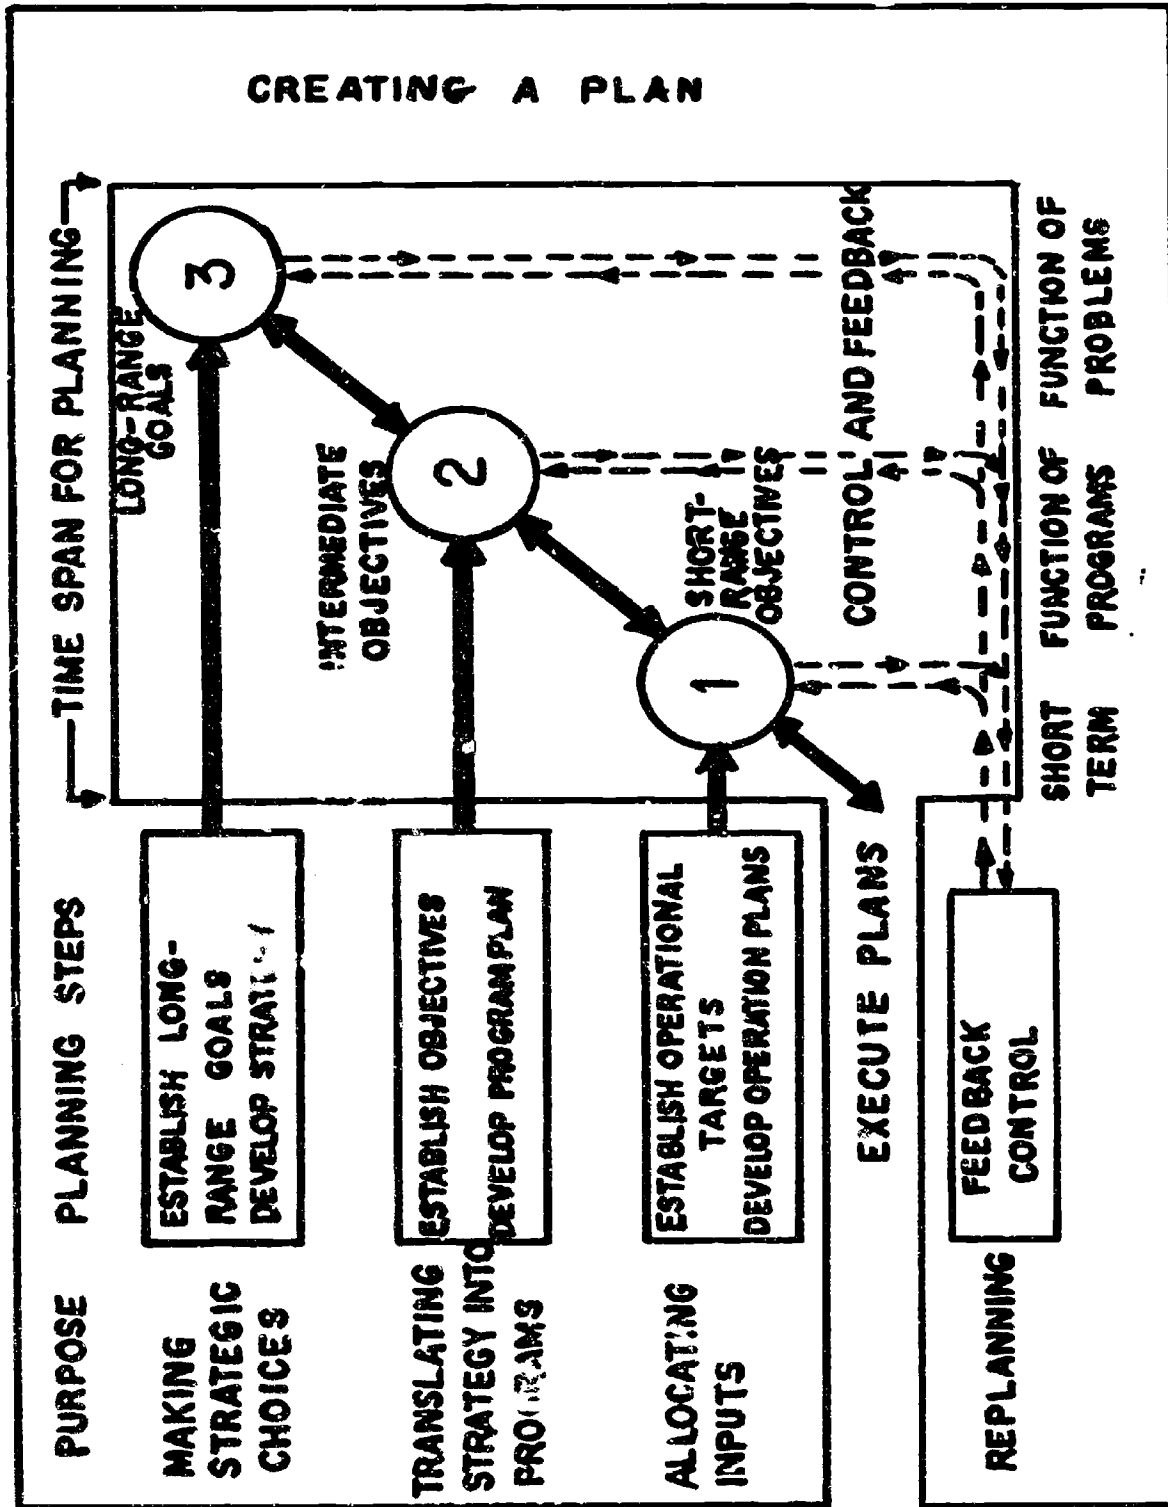 CREATING A PLAN
PURPOSE
PLANNING STEPS
TIME SPAN FOR PLANNING
MAKING
STRATEGIC
CHOICES
ESTABLISH LONG-
RANGE GOALS
DEVELOP
LONG-RANGE
GOALS
3
TRANSLATING
STRATEGY INTO
PROGRAMS
ESTABLISH OBJECTIVES
DEVELOP PROGRAM PLAN
INTERMEDIATE
OBJECTIVES
2
ALLOCATING
INPUTS
ESTABLISH OPERATIONAL
TARGETS
DEVELOP OPERATION PLANS
1
SHORT-
RANGE
OBJECTIVES
EXECUTE PLANS
CONTROL AND FEEDBACK
REPLANNING
FEEDBACK
CONTROL
SHORT
TERM
FUNCTION OF
PROGRAMS
FUNCTION OF
PROBLEMS